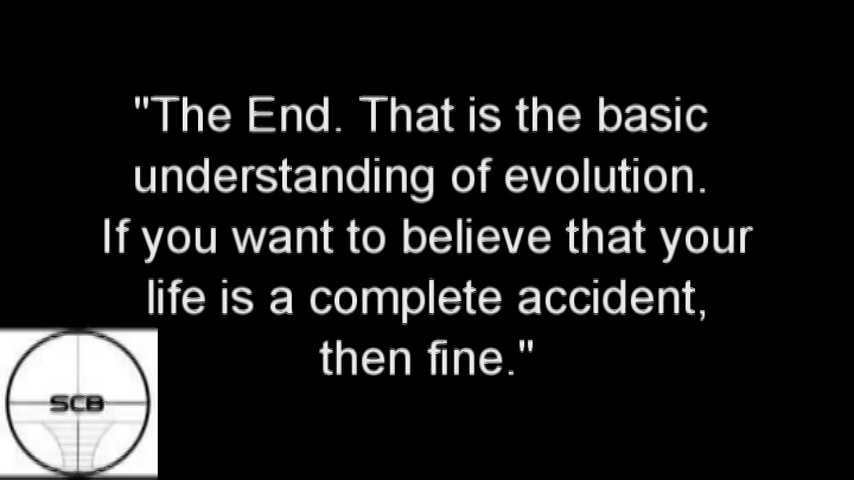 "The End. That is the basic
understanding of evolution.
If you want to believe that your
life is a complete accident,
then fine."
SCB